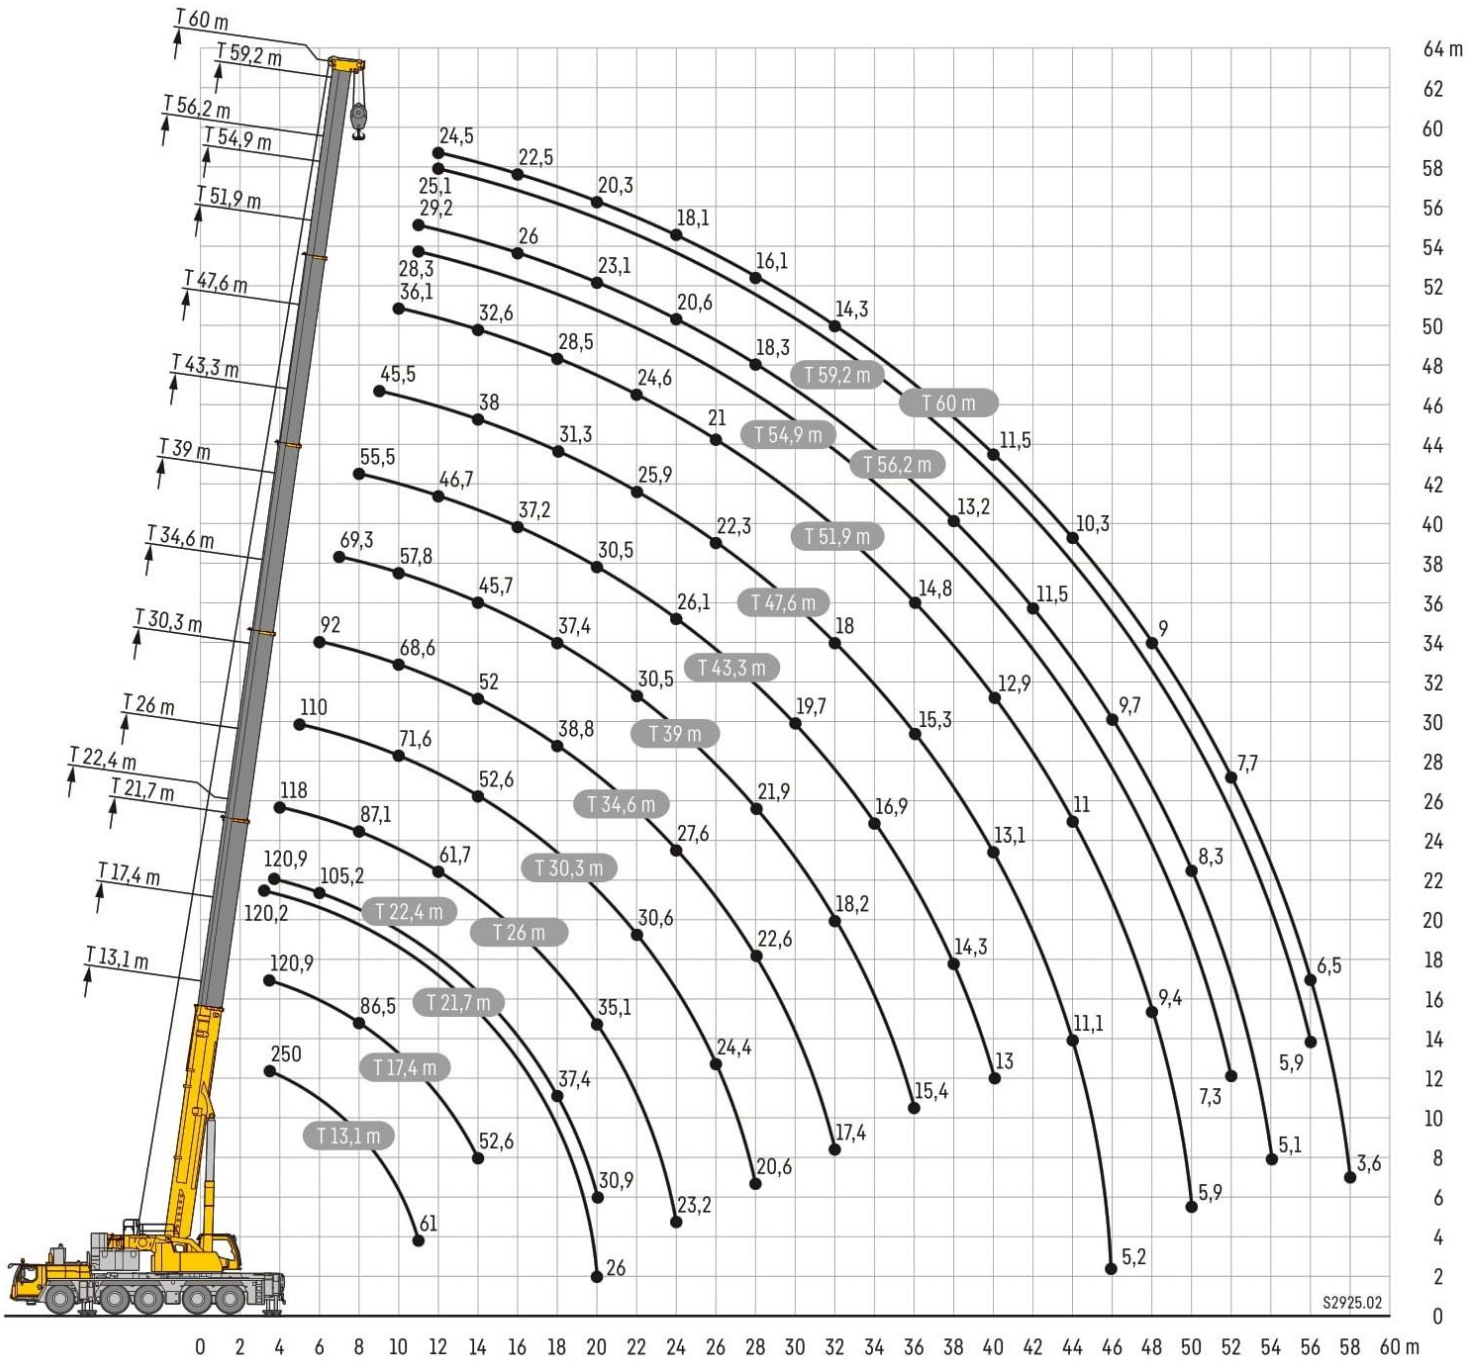 T 60 m
T 59,2 m
T 56,2 m
T 54,9 m
T 51,9 m
T 47,6 m
T 43,3 m
T 39 m
T 34,6 m
T 30,3 m
T 26 m
T 22,4 m
T 21,7 m
T 17,4 m
T 13,1 m
24,5 22,5 20,3 18,1 16,1 14,3 11,5 10,3 9 7,7 6,5 3,6
T 60 m
25,1 5,9
T 59,2 m
29,2 26 23,1 20,6 18,3 13,2 11,5 9,7 8,3 5,1
T 56,2 m
28,3 7,3
T 54,9 m
36,1 32,6 28,5 24,6 21 14,8 12,9 11 9,4 5,9
T 51,9 m
45,5 38 31,3 25,9 22,3 18 15,3 13,1 11,1 5,2
T 47,6 m
55,5 46,7 37,2 30,5 26,1 19,7 16,9 14,3 13
T 43,3 m
69,3 57,8 45,7 37,4 30,5 21,9 18,2 15,4
T 39 m
92 68,6 52 38,8 27,6 22,6 17,4
T 34,6 m
110 71,6 52,6 30,6 24,4 20,6
T 30,3 m
118 87,1 61,7 35,1 23,2
T 26 m
120,9 105,2 37,4 30,9
T 22,4 m
120,2 26
T 21,7 m
120,9 86,5 52,6
T 17,4 m
250 61
T 13,1 m
64 m
62
60
58
56
54
52
50
48
46
44
42
40
38
36
34
32
30
28
26
24
22
20
18
16
14
12
10
8
6
4
2
0
S2925.02
0 2 4 6 8 10 12 14 16 18 20 22 24 26 28 30 32 34 36 38 40 42 44 46 48 50 52 54 56 58 60 m